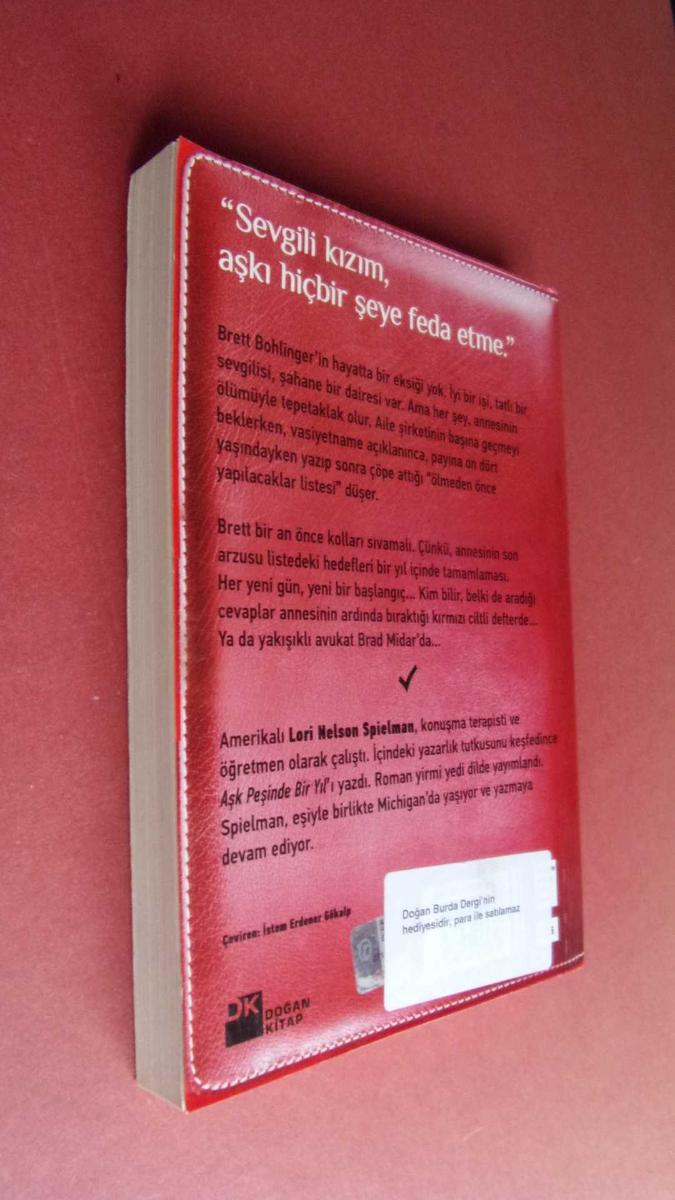 “Sevgili kızım,
aşkı hiçbir şeye feda etme.”
Brett Bohlinger’in hayatta bir eksiği yok. İyi bir işi, tatlı bir
sevgilisi, şahane bir dairesi var. Ama her şey, annesinin
ölümüyle tepetaklak olur. Aile şirketinin başına geçmeyi
beklerken, vasiyetname açıklanınca, payına on dört
yaşındayken yazıp sonra çöpe attığı “ölmeden önce
yapılacaklar listesi” düşer.
Brett bir an önce kolları sıvamalı. Çünkü, annesinin son
arzusu listedeki hedefleri bir yıl içinde tamamlaması.
Her yeni gün, yeni bir başlangıç... Kim bilir, belki de aradığı
cevaplar annesinin ardında bıraktığı kırmızı ciltli defterde...
Ya da yakışıklı avukat Brad Midar’da...
Amerikalı Lori Nelson Spielman, konuşma terapisti ve
öğretmen olarak çalıştı. İçindeki yazarlık tutkusunu keşfedince
Aşk Peşinde Bir Yıl’ı yazdı. Roman yirmi yedi dilde yayımlandı.
Spielman, eşiyle birlikte Michigan’da yaşıyor ve yazmaya
devam ediyor.
Çeviren: İstem Erdener Gökalp
Doğan Burda Dergi’nin
hediyesidir, para ile satılamaz
DK DOĞAN
KİTAP